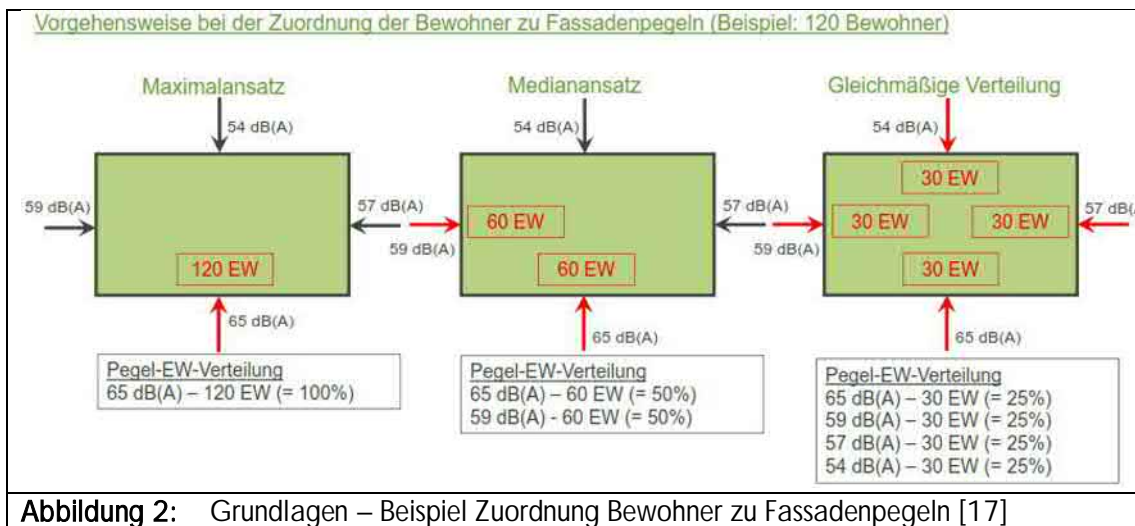 Vorgehensweise bei der Zuordnung der Bewohner zu Fassadenpegeln (Beispiel: 120 Bewohner)
Maximalansatz
54 dB(A)
59 dB(A)
57 dB(A)
120 EW
65 dB(A)
Pegel-EW-Verteilung
65 dB(A) – 120 EW (= 100%)
Medianansatz
54 dB(A)
59 dB(A)
57 dB(A)
60 EW
60 EW
65 dB(A)
Pegel-EW-Verteilung
65 dB(A) – 60 EW (= 50%)
59 dB(A) - 60 EW (= 50%)
Gleichmäßige Verteilung
54 dB(A)
30 EW
59 dB(A)
30 EW
30 EW
57 dB(A
30 EW
65 dB(A)
Pegel-EW-Verteilung
65 dB(A) – 30 EW (= 25%)
59 dB(A) – 30 EW (= 25%)
57 dB(A) – 30 EW (= 25%)
54 dB(A) – 30 EW (= 25%)
Abbildung 2: Grundlagen – Beispiel Zuordnung Bewohner zu Fassadenpegeln [17]